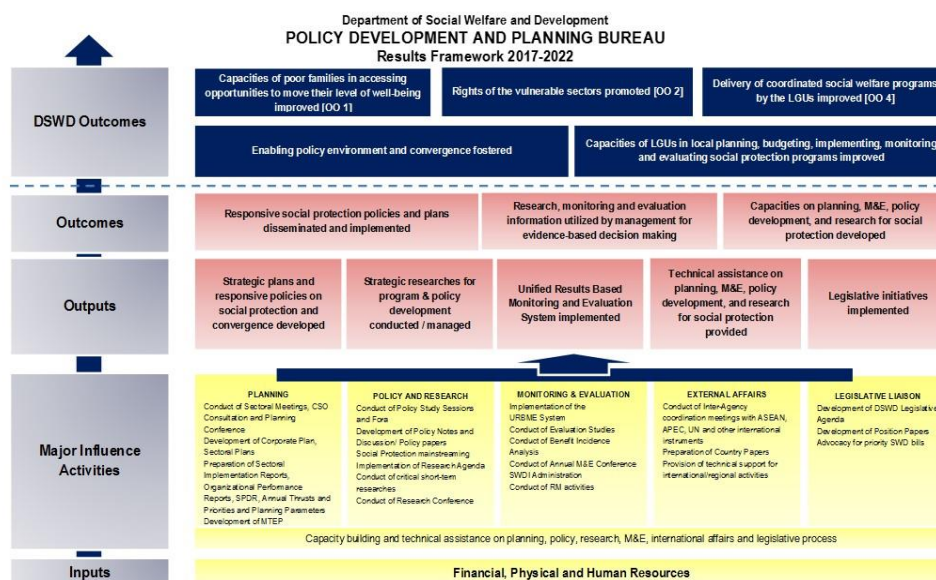 Department of Social Welfare and Development
POLICY DEVELOPMENT AND PLANNING BUREAU
Results Framework 2017-2022
DSWD Outcomes
Capacities of poor families in accessing
opportunities to move their level of well-being
improved [OO 1]
Rights of the vulnerable sectors promoted [OO 2]
Delivery of coordinated social welfare programs
by the LGUs improved [OO 4]
Enabling policy environment and convergence fostered
Capacities of LGUs in local planning, budgeting, implementing, monitoring
and evaluating social protection programs improved
Outcomes
Responsive social protection policies and plans
disseminated and implemented
Research, monitoring and evaluation
information utilized by management for
evidence-based decision making
Capacities on planning, M&E, policy
development, and research for social
protection developed
Outputs
Strategic plans and
responsive policies on
social protection and
convergence developed
Strategic researches for
program & policy
development
conducted / managed
Unified Results Based
Monitoring and Evaluation
System implemented
Technical assistance on
planning, M&E, policy
development, and research
for social protection
provided
Legislative initiatives
implemented
Major Influence
Activities
PLANNING
Conduct of Sectoral Meetings, CSO
Consultation and Planning
Conference
Development of Corporate Plan,
Sectoral Plans
Preparation of Sectoral
Implementation Reports,
Organizational Performance
Reports, SPDR, Annual Thrusts and
Priorities and Planning Parameters
Development of MTEP
POLICY AND RESEARCH
Conduct of Policy Study Sessions
and Fora
Development of Policy Notes and
Discussion/ Policy papers
Social Protection mainstreaming
Implementation of Research Agenda
Conduct of critical short-term
researches
Conduct of Research Conference
MONITORING & EVALUATION
Implementation of the
URBME System
Conduct of Evaluation Studies
Conduct of Benefit Incidence
Analysis
Conduct of Annual M&E Conference
SWDI Administration
Conduct of RM activities
EXTERNAL AFFAIRS
Conduct of Inter-Agency
coordination meetings with ASEAN,
APEC, UN and other international
instruments
Preparation of Country Papers
Provision of technical support for
international/regional activities
LEGISLATIVE LIAISON
Development of DSWD Legislative
Agenda
Development of Position Papers
Advocacy for priority SWD bills
Capacity building and technical assistance on planning, policy, research, M&E, international affairs and legislative process
Inputs
Financial, Physical and Human Resources